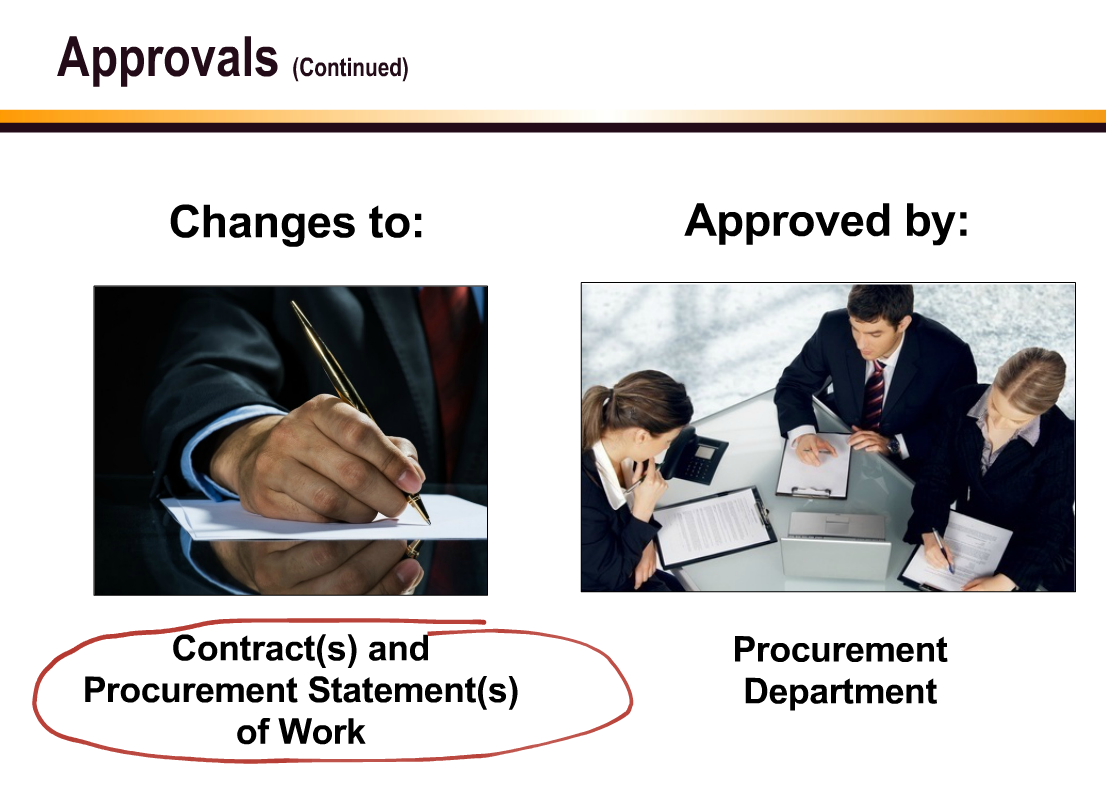 Approvals (Continued)
Changes to:
Approved by:
Contract(s) and
Procurement Statement(s)
of Work
Procurement
Department